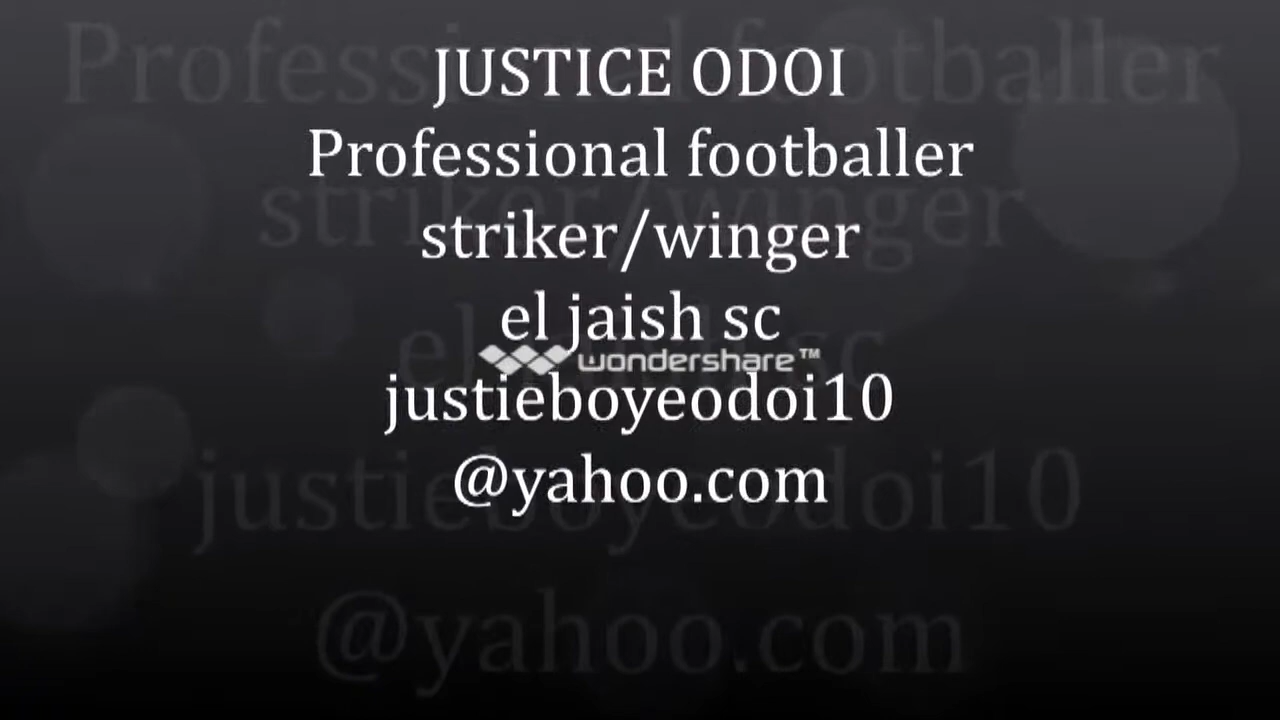 JUSTICE ODOI
Professional footballer
striker/winger
el jaish sc
wondershare™
justieboyeodoi10
@yahoo.com